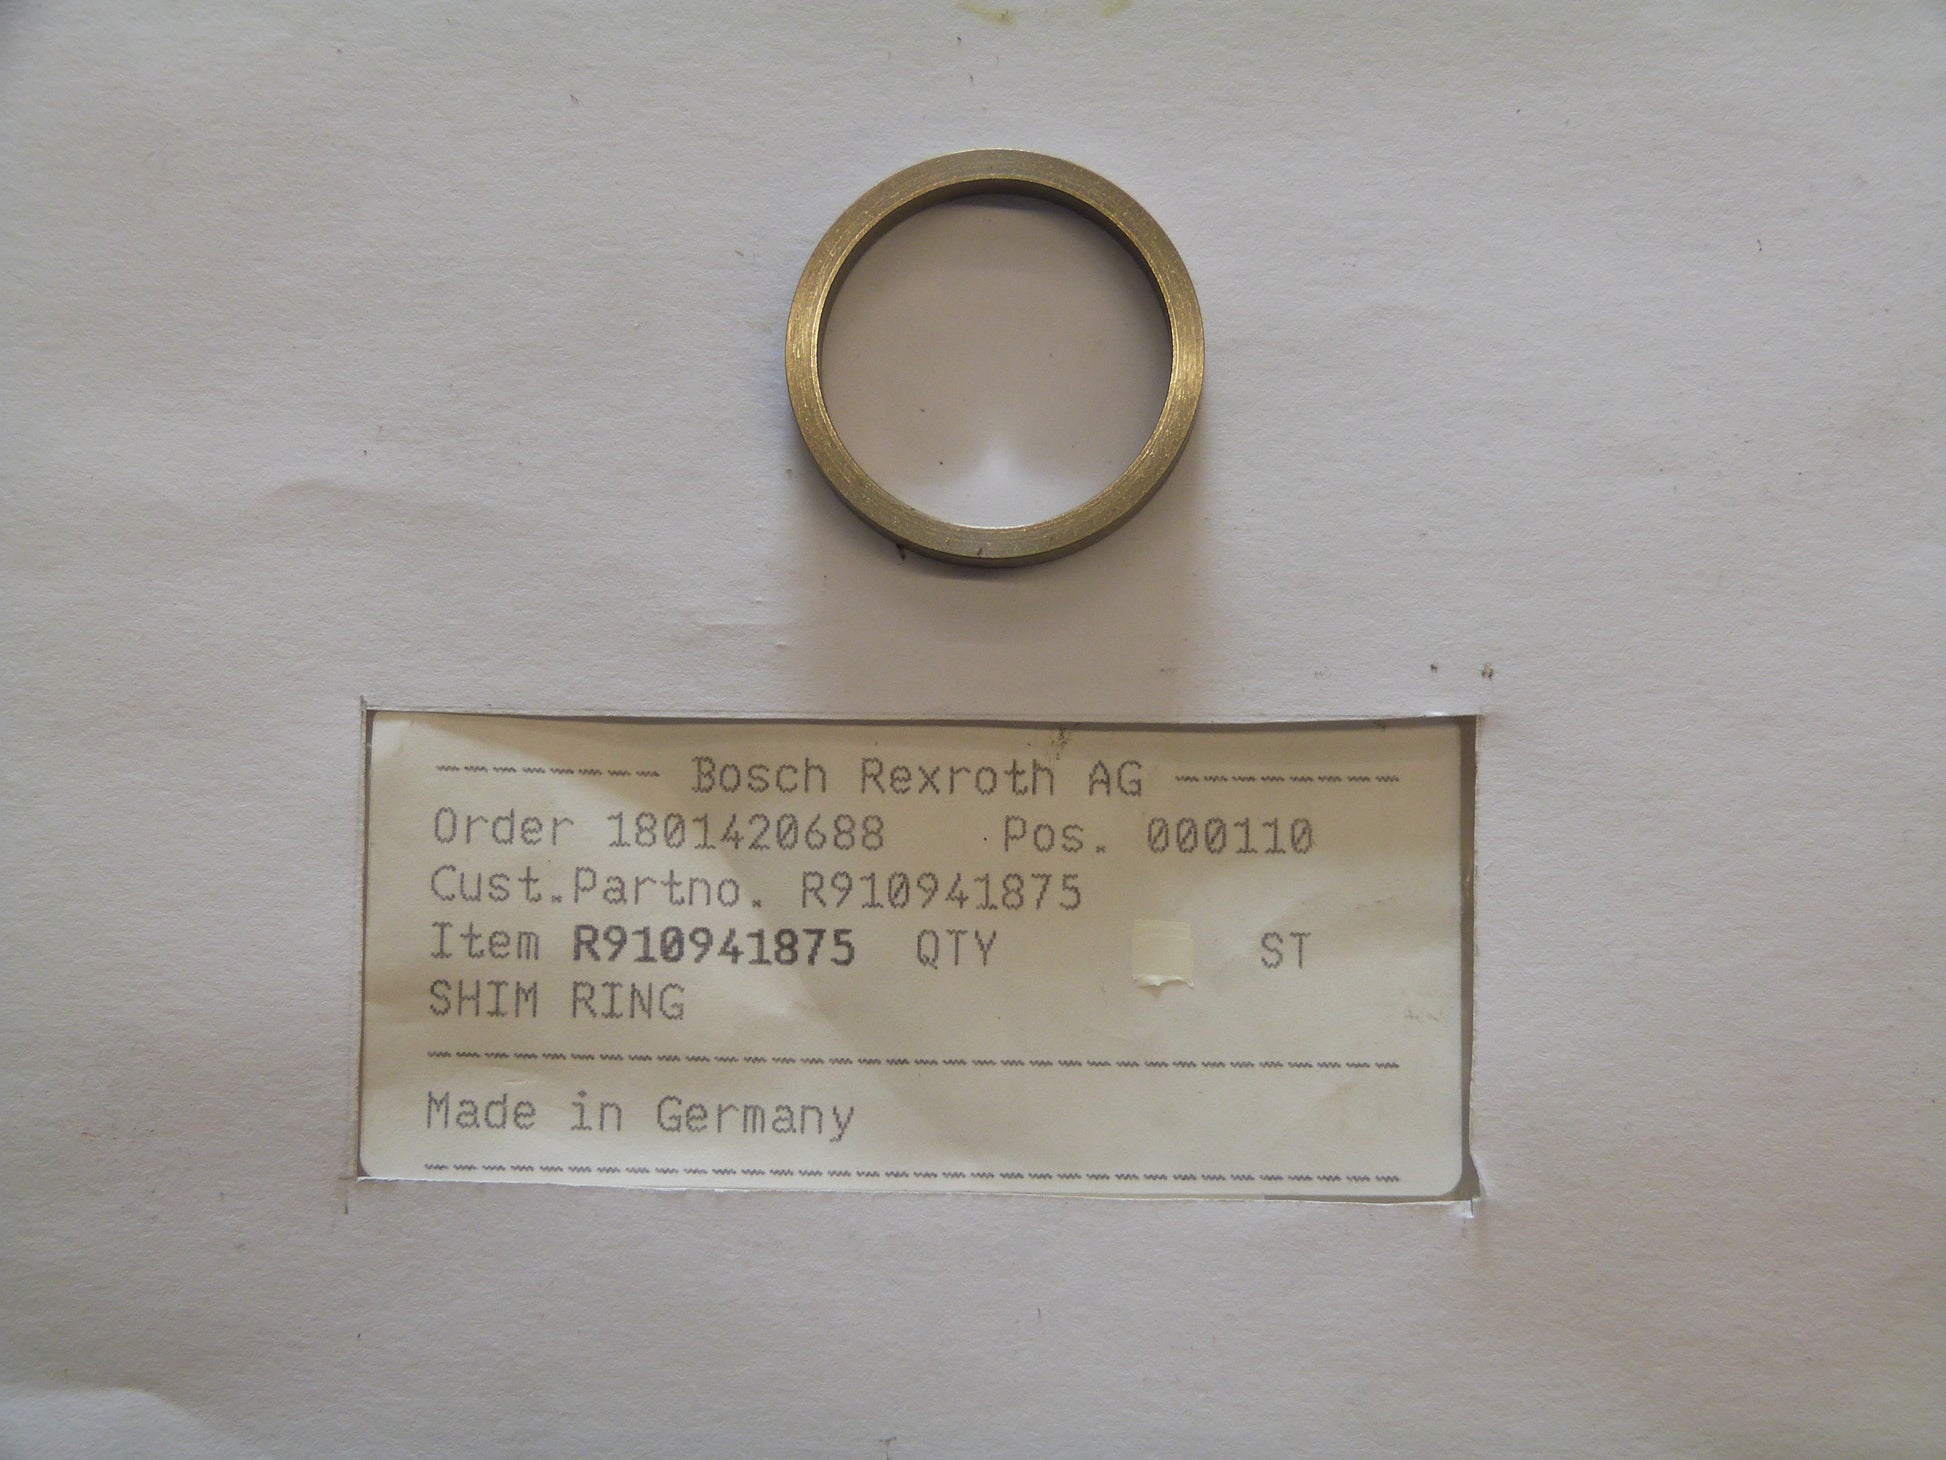 ------- Bosch Rexroth AG -------
Order 1801420688 Pos. 000110
Cust.Partno. R910941875
Item R910941875 QTY ST
SHIM RING
----------------------------------
Made in Germany
----------------------------------